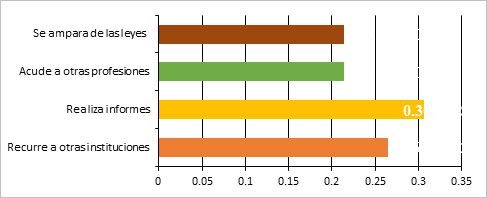 Se ampara de las leyes
Acude a otras profesiones
Realiza informes
0.3
Recurre a otras instituciones
0 0.05 0.1 0.15 0.2 0.25 0.3 0.35